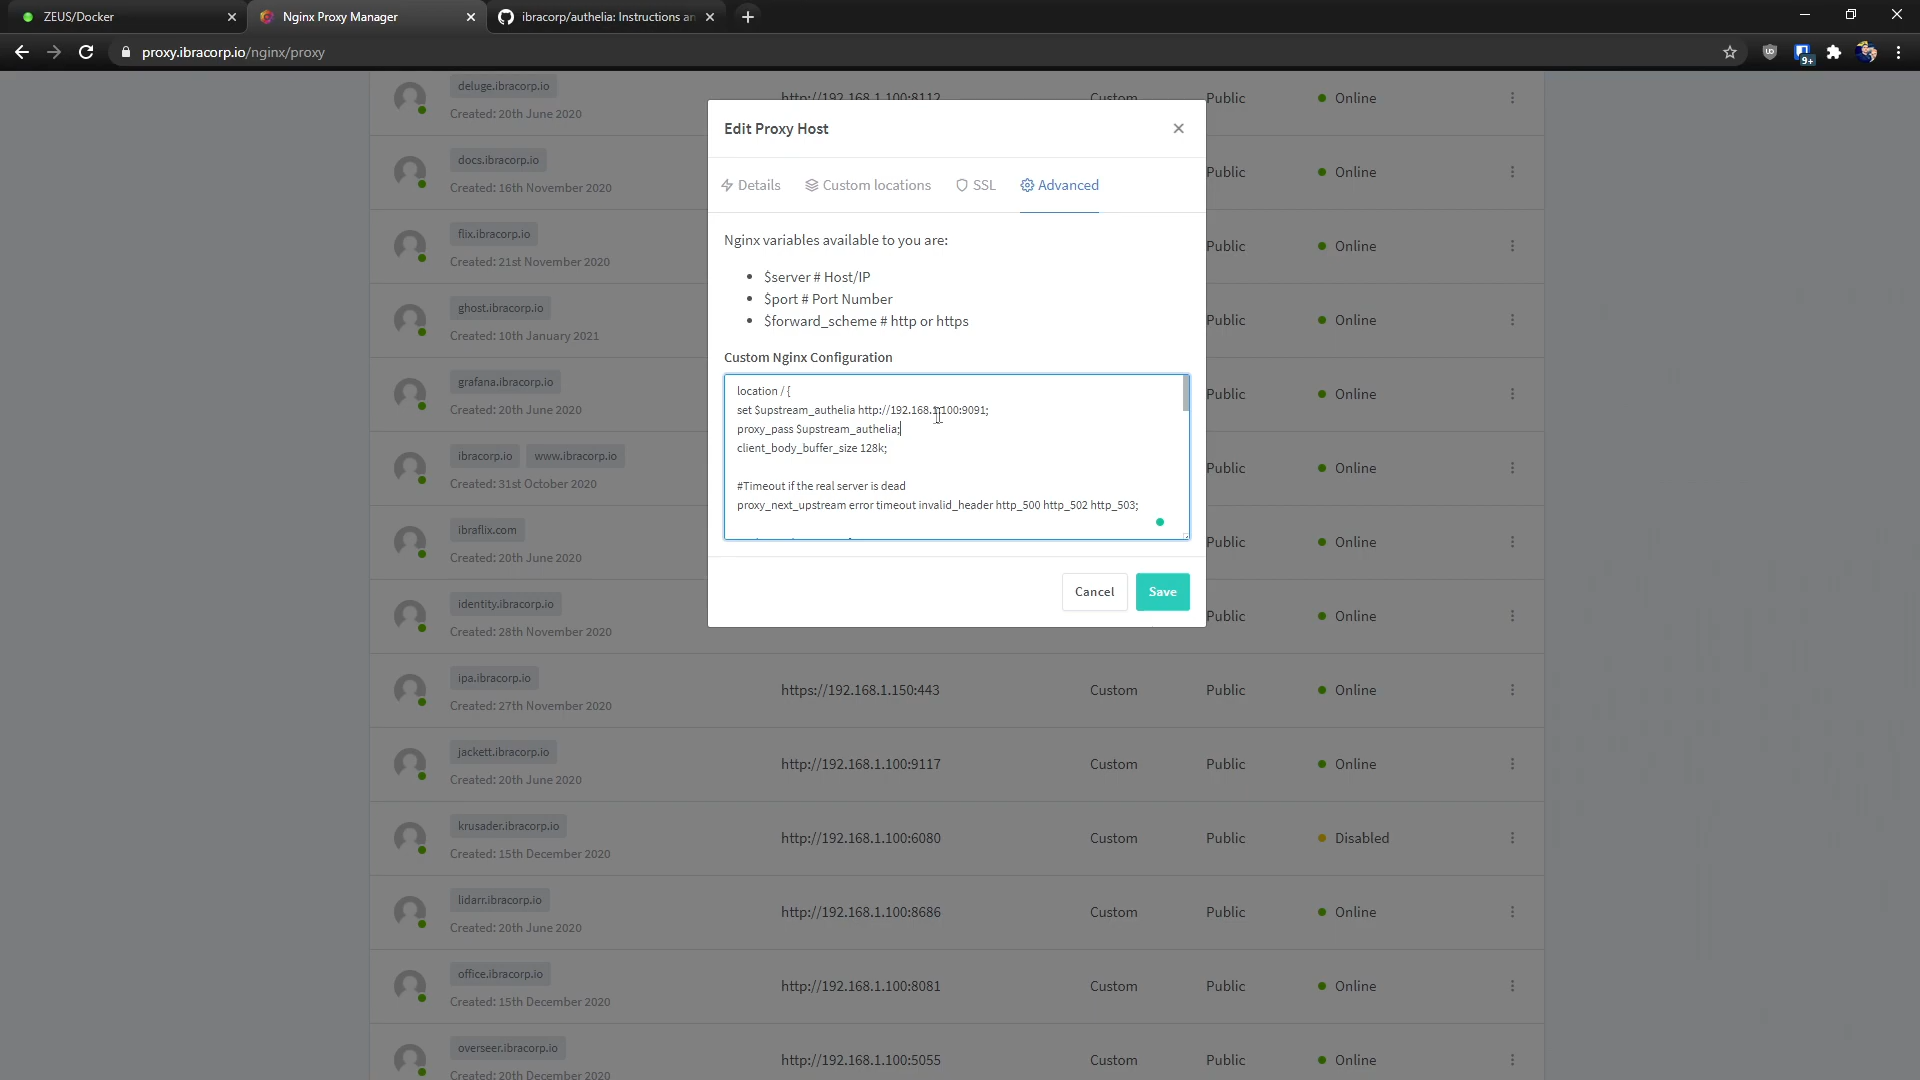 ZEUS/Docker
Nginx Proxy Manager
ibracorp/authelia: Instructions an
proxy.ibracorp.io/nginx/proxy
9+
deluge.ibracorp.io
Created: 20th June 2020
http://192.168.1.100:8112
Custom
Public
Online
docs.ibracorp.io
Created: 16th November 2020
Public
Online
flix.ibracorp.io
Created: 21st November 2020
Public
Online
ghost.ibracorp.io
Created: 10th January 2021
Public
Online
grafana.ibracorp.io
Created: 20th June 2020
Public
Online
ibracorp.io
www.ibracorp.io
Created: 31st October 2020
Public
Online
ibraflix.com
Created: 20th June 2020
Public
Online
identity.ibracorp.io
Created: 28th November 2020
Public
Online
Edit Proxy Host
Details
Custom locations
SSL
Advanced
Nginx variables available to you are:
$server # Host/IP
$port # Port Number
$forward_scheme # http or https
Custom Nginx Configuration
location / {
set $upstream_authelia http://192.168.1.100:9091;
proxy_pass $upstream_authelia;
client_body_buffer_size 128k;
#Timeout if the real server is dead
proxy_next_upstream error timeout invalid_header http_500 http_502 http_503;
Cancel
Save
ipa.ibracorp.io
Created: 27th November 2020
https://192.168.1.150:443
Custom
Public
Online
jackett.ibracorp.io
Created: 20th June 2020
http://192.168.1.100:9117
Custom
Public
Online
krusader.ibracorp.io
Created: 15th December 2020
http://192.168.1.100:6080
Custom
Public
Disabled
lidarr.ibracorp.io
Created: 20th June 2020
http://192.168.1.100:8686
Custom
Public
Online
office.ibracorp.io
Created: 15th December 2020
http://192.168.1.100:8081
Custom
Public
Online
overseer.ibracorp.io
Created: 20th December 2020
http://192.168.1.100:5055
Custom
Public
Online